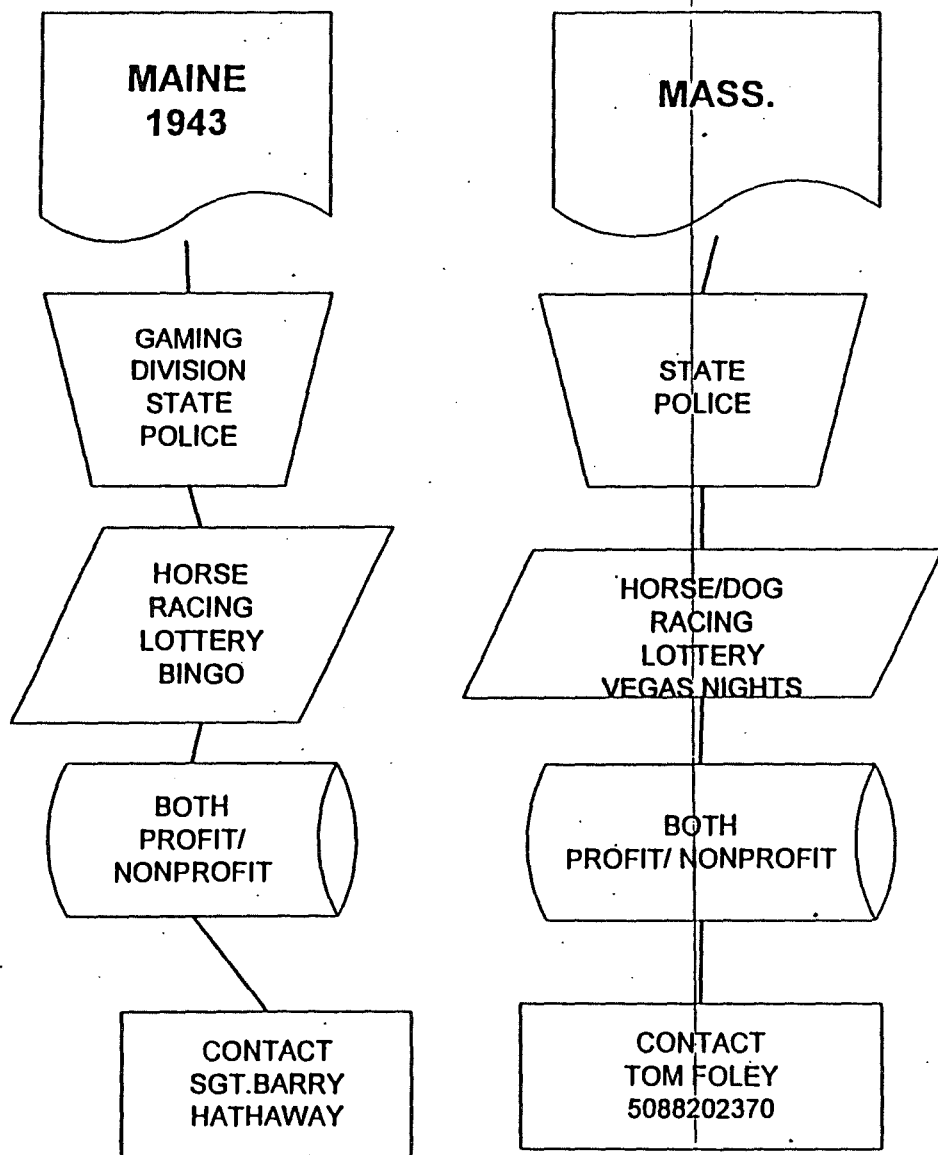 MAINE
1943
GAMING
DIVISION
STATE
POLICE
HORSE
RACING
LOTTERY
BINGO
BOTH
PROFIT/
NONPROFIT
CONTACT
SGT.BARRY
HATHAWAY
MASS.
STATE
POLICE
HORSE/DOG
RACING
LOTTERY
VEGAS NIGHTS
BOTH
PROFIT/ NONPROFIT
CONTACT
TOM FOLEY
5088202370